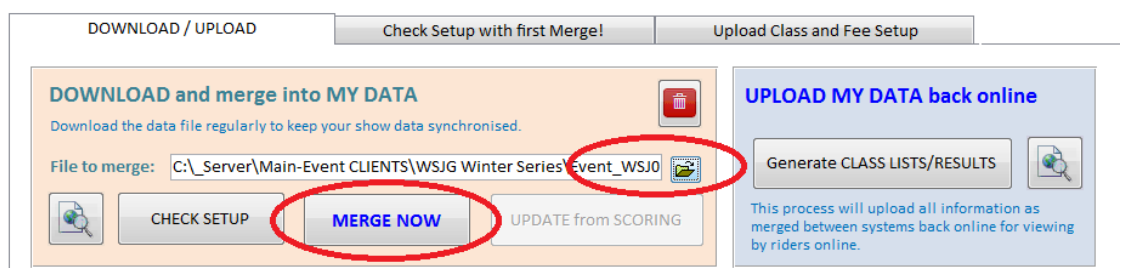 DOWNLOAD / UPLOAD
Check Setup with first Merge!
Upload Class and Fee Setup
DOWNLOAD and merge into MY DATA
Download the data file regularly to keep your show data synchronised.
File to merge: C:\_Server\Main-Event CLIENTS\WSJG Winter Series\Event_WSJ0
CHECK SETUP
MERGE NOW
UPDATE from SCORING
UPLOAD MY DATA back online
Generate CLASS LISTS/RESULTS
This process will upload all information as
merged between systems back online for viewing
by riders online.